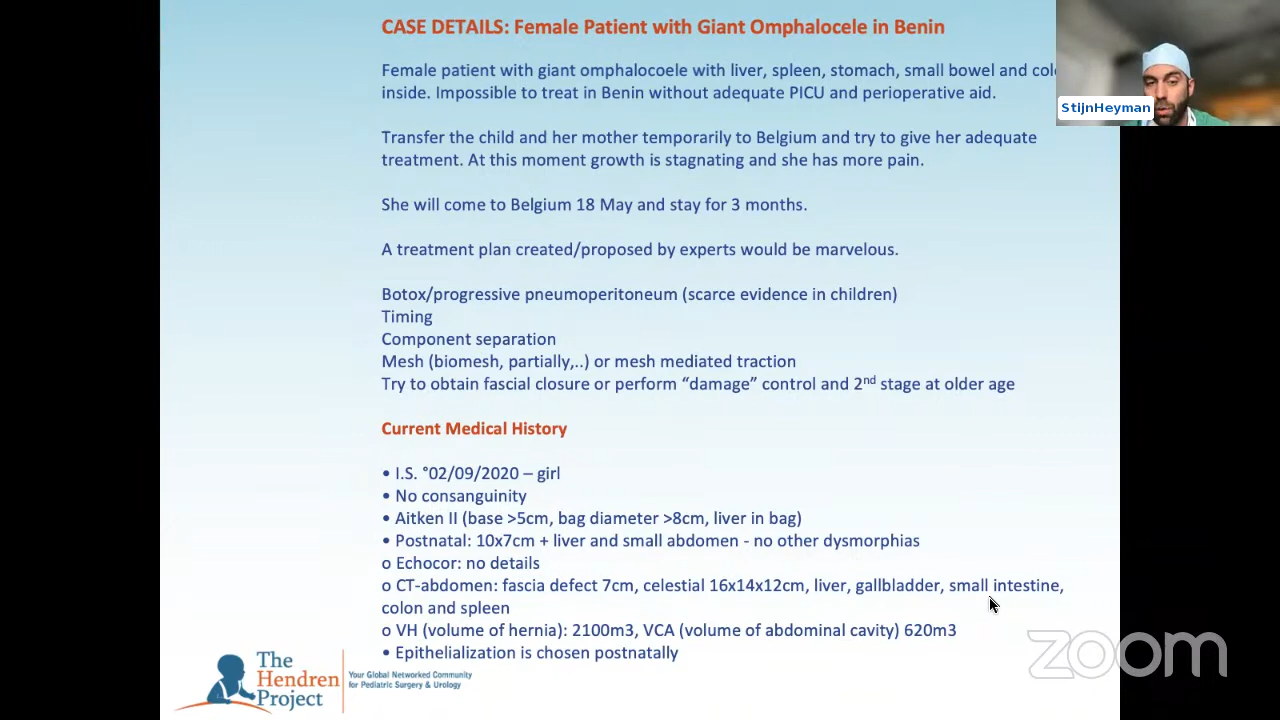 CASE DETAILS: Female Patient with Giant Omphalocele in Benin
Female patient with giant omphalocoele with liver, spleen, stomach, small bowel and
inside. Impossible to treat in Benin without adequate PICU and perioperative aid.
Transfer the child and her mother temporarily to Belgium and try to give her adequate
treatment. At this moment growth is stagnating and she has more pain.
She will come to Belgium 18 May and stay for 3 months.
A treatment plan created/proposed by experts would be marvelous.
Botox/progressive pneumoperitoneum (scarce evidence in children)
Timing
Component separation
Mesh (biomesh, partially,..) or mesh mediated traction
Try to obtain fascial closure or perform “damage” control and 2nd stage at older age
Current Medical History
• I.S. °02/09/2020 – girl
• No consanguinity
• Aitken II (base >5cm, bag diameter >8cm, liver in bag)
• Postnatal: 10x7cm + liver and small abdomen - no other dysmorphias
o Echocor: no details
o CT-abdomen: fascia defect 7cm, celestial 16x14x12cm, liver, gallbladder, small intestine,
colon and spleen
o VH (volume of hernia): 2100m3, VCA (volume of abdominal cavity) 620m3
• Epithelialization is chosen postnatally
StijnHeyman
The
Hendren
Project
Your Global Networked Community
for Pediatric Surgery & Urology
zoom